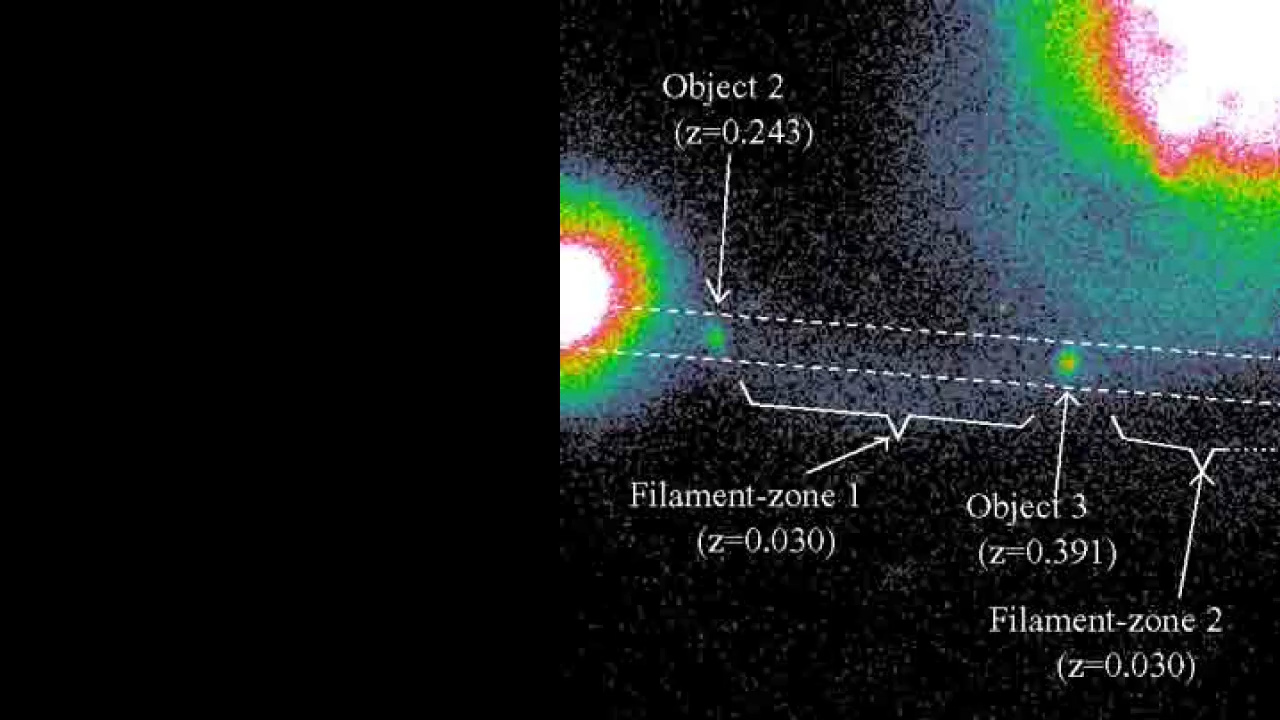 Object 2
(z=0.243)
Filament-zone 1
(z=0.030)
Object 3
(z=0.391)
Filament-zone 2
(z=0.030)